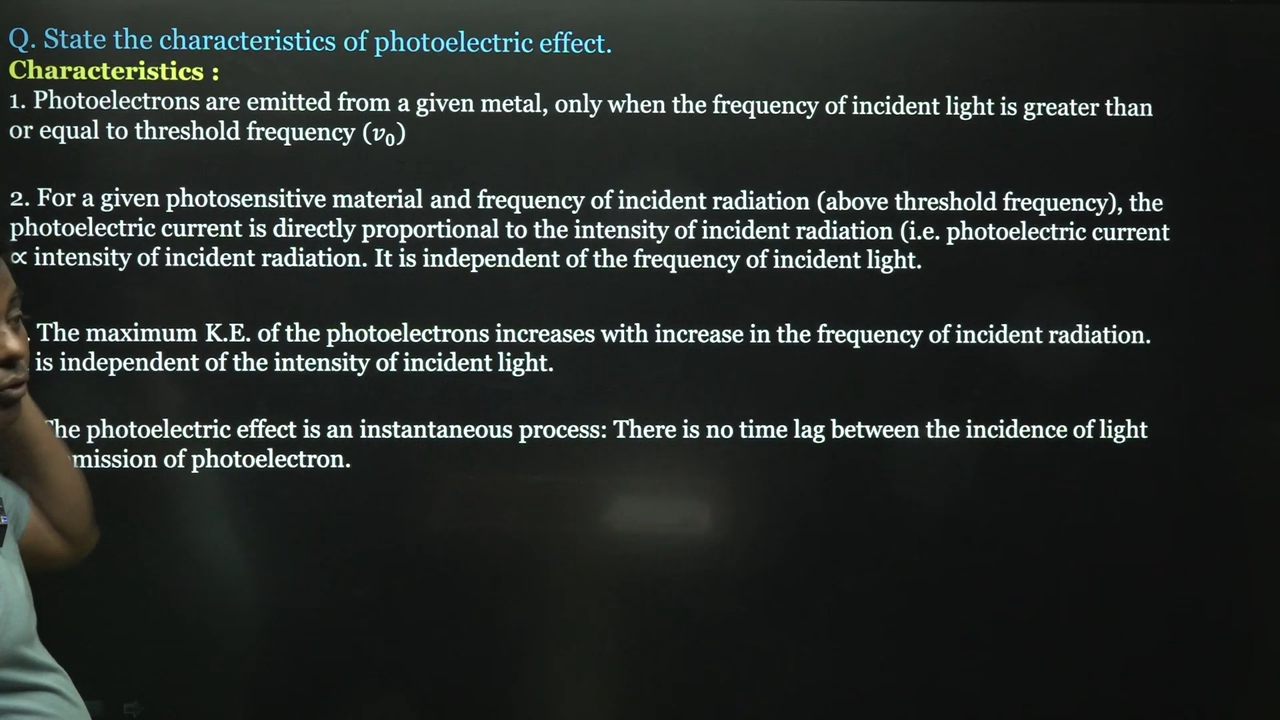 Q. State the characteristics of photoelectric effect.
Characteristics :
1. Photoelectrons are emitted from a given metal, only when the frequency of incident light is greater than
or equal to threshold frequency (𝑣₀)
2. For a given photosensitive material and frequency of incident radiation (above threshold frequency), the
photoelectric current is directly proportional to the intensity of incident radiation (i.e. photoelectric current
∝ intensity of incident radiation. It is independent of the frequency of incident light.
. The maximum K.E. of the photoelectrons increases with increase in the frequency of incident radiation.
is independent of the intensity of incident light.
The photoelectric effect is an instantaneous process: There is no time lag between the incidence of light
mission of photoelectron.